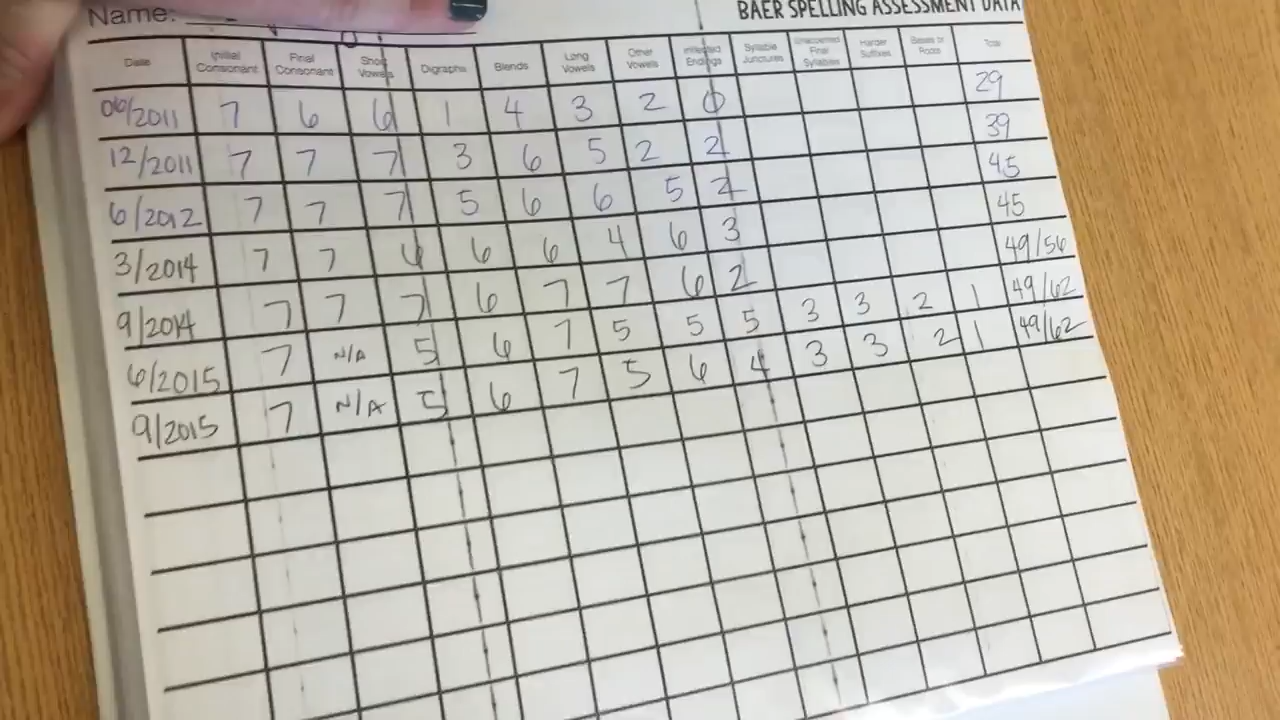 Name:
BAER SPELLING ASSESSMENT DATA
Date Initial Consonant Final Consonant Short Vowels Digraphs Blends Long Vowels Other Vowels Inflected Endings Syllable Junctures Unaccented Final Syllables Harder Suffixes Bases or Roots Total
06/2011 7 6 6 1 4 3 2 0 29
12/2011 7 7 7 3 6 5 2 2 39
6/2012 7 7 7 5 6 6 5 2 45
3/2014 7 7 6 6 6 4 6 3 45
9/2014 7 7 7 6 7 7 6 2 49/56
6/2015 7 N/A 5 6 7 5 5 5 3 3 2 1 49/62
9/2015 7 N/A 5 6 7 5 6 4 3 3 2 1 49/62